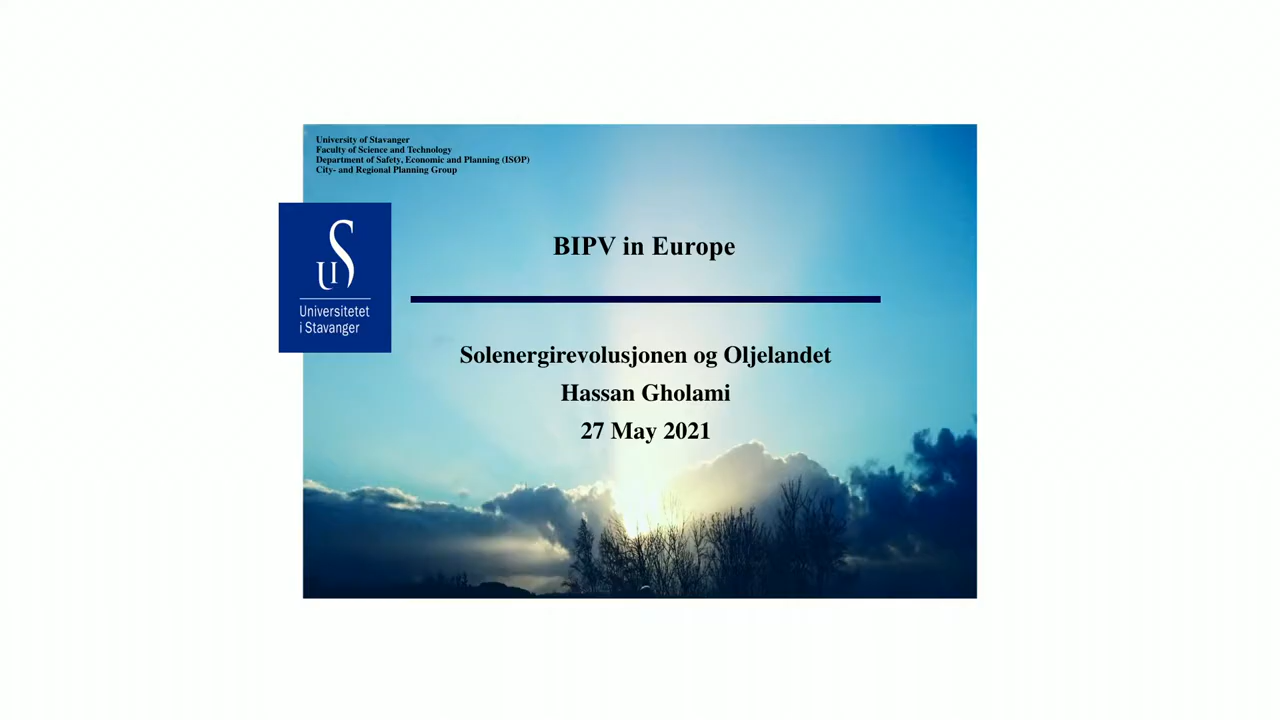 University of Stavanger
Faculty of Science and Technology
Department of Safety, Economic and Planning (ISØP)
City- and Regional Planning Group
BIPV in Europe
UiS
Universitetet
i Stavanger
Solenergirevolusjonen og Oljelandet
Hassan Gholami
27 May 2021